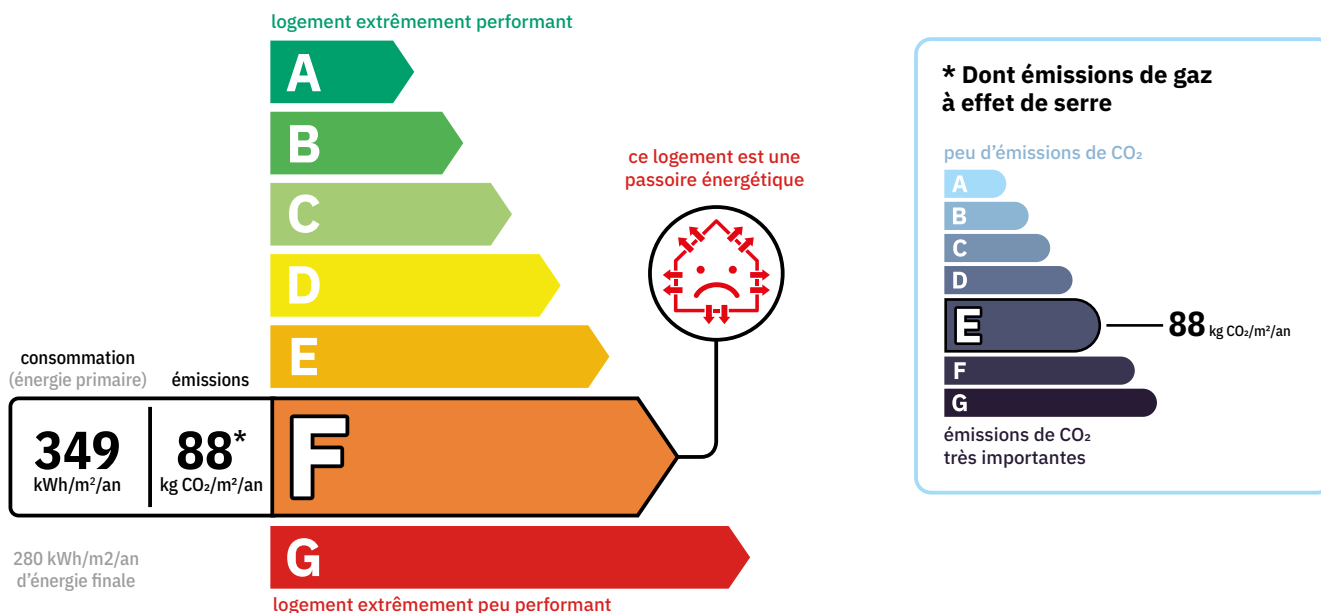 logement extrêmement performant
A
B
C
D
E
F
G
logement extrêmement peu performant
consommation
(énergie primaire)
émissions
349
kWh/m²/an
88*
kg CO₂/m²/an
280 kWh/m2/an
d'énergie finale
ce logement est une
passoire énergétique
* Dont émissions de gaz
à effet de serre
peu d'émissions de CO₂
A
B
C
D
E
88 kg CO₂/m²/an
F
G
émissions de CO₂
très importantes